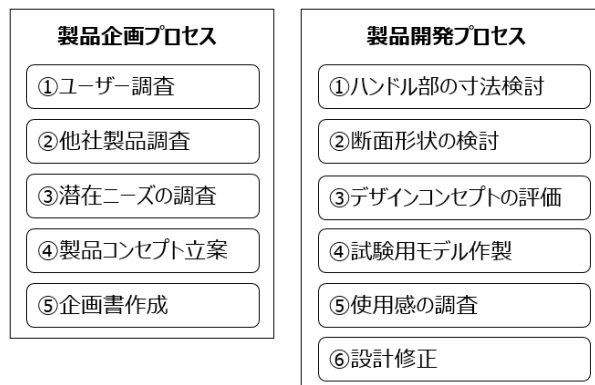 製品企画プロセス
①ユーザー調査
②他社製品調査
③潜在ニーズの調査
④製品コンセプト立案
⑤企画書作成
製品開発プロセス
①ハンドル部の寸法検討
②断面形状の検討
③デザインコンセプトの評価
④試験用モデル作製
⑤使用感の調査
⑥設計修正